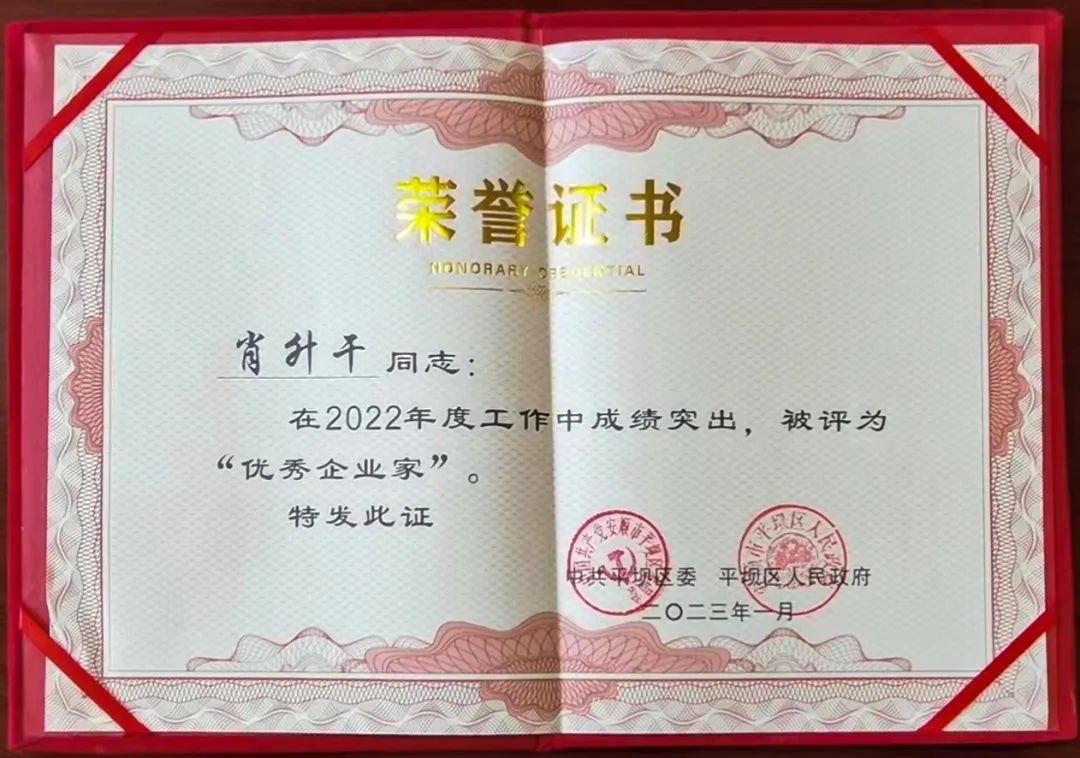 荣誉证书
HONORARY CREDENTIAL
肖升干 同志：
在2022年度工作中成绩突出，被评为
“优秀企业家”。
特发此证
中共平坝区委 平坝区人民政府
二〇二三年一月